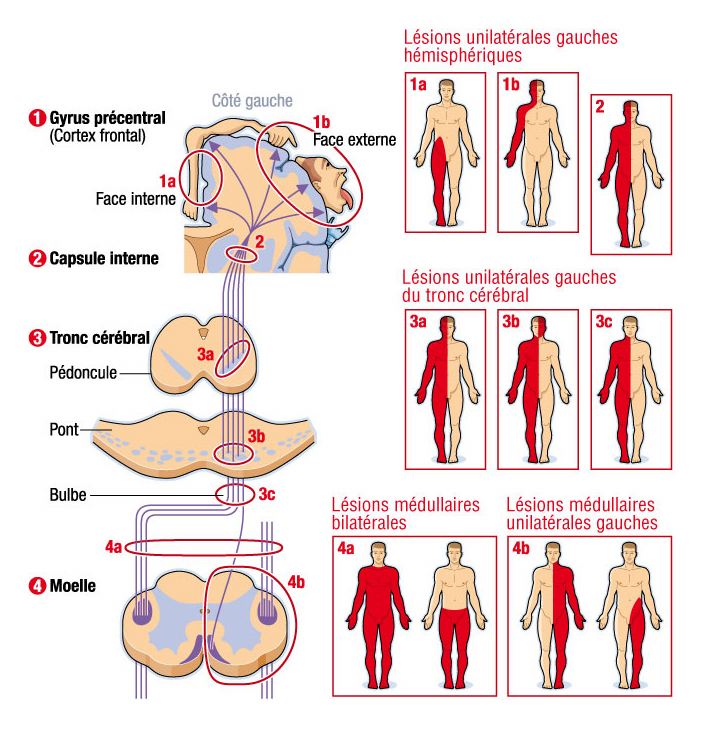 Lésions unilatérales gauches
hémisphériques
1a
1b
2
Côté gauche
1 Gyrus précentral
(Cortex frontal)
1b
Face externe
1a
Face interne
2
2 Capsule interne
Lésions unilatérales gauches
du tronc cérébral
3a
3b
3c
3 Tronc cérébral
3a
Pédoncule
Pont
3b
Bulbe
3c
Lésions médullaires
bilatérales
4a
Lésions médullaires
unilatérales gauches
4b
4a
4 Moelle
4b